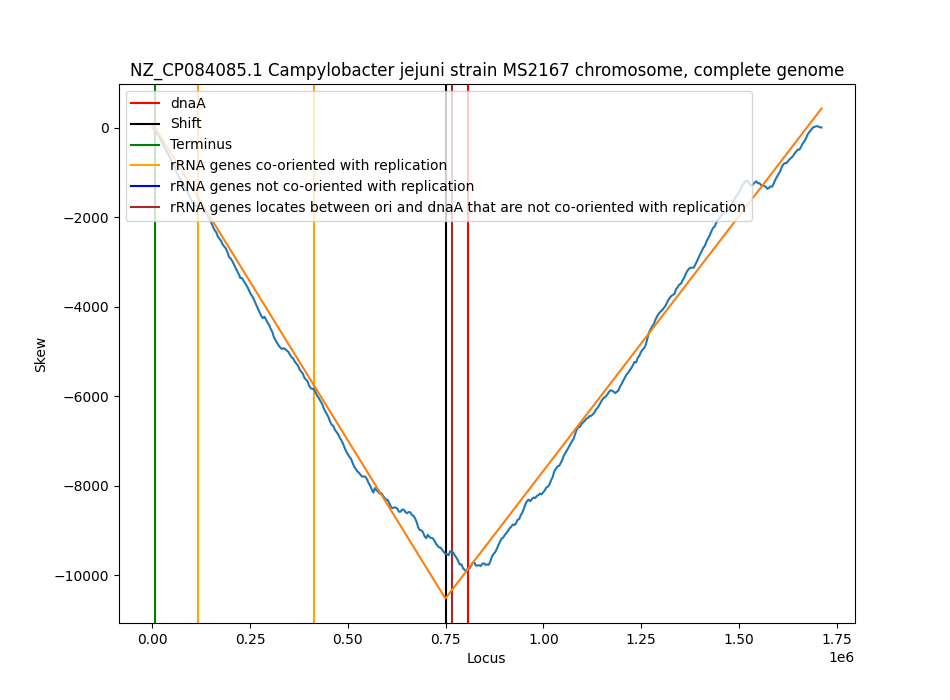 NZ_CP084085.1 Campylobacter jejuni strain MS2167 chromosome, complete genome
dnaA
Shift
Terminus
rRNA genes co-oriented with replication
rRNA genes not co-oriented with replication
rRNA genes locates between ori and dnaA that are not co-oriented with replication
0
−2000
−4000
−6000
−8000
−10000
Skew
0.00 0.25 0.50 0.75 1.00 1.25 1.50 1.75
1e6
Locus